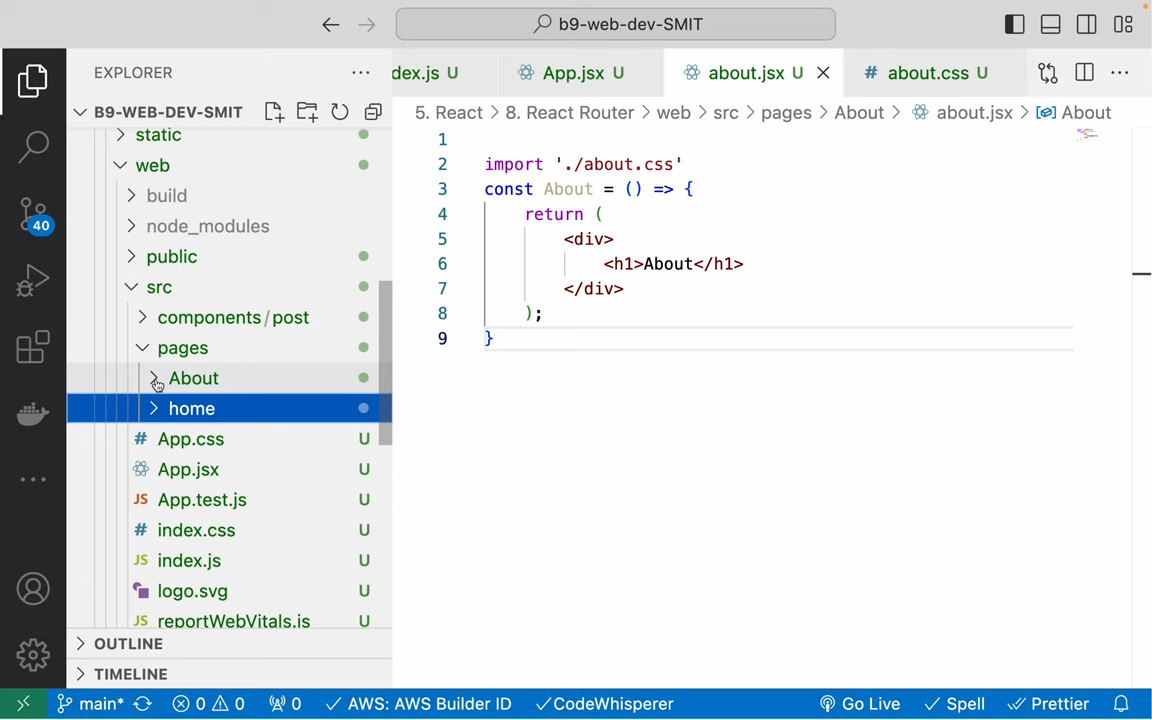 b9-web-dev-SMIT
EXPLORER
dex.js U
App.jsx U
about.jsx U
# about.css U
B9-WEB-DEV-SMIT
5. React > 8. React Router > web > src > pages > About > about.jsx > About
static
web
build
node_modules
public
src
components/post
pages
About
home
# App.css U
App.jsx U
JS App.test.js U
# index.css U
JS index.js U
logo.svg U
JS reportWebVitals.js U
OUTLINE
TIMELINE
40
1
2 import './about.css'
3 const About = () => {
4 return (
5 <div>
6 <h1>About</h1>
7 </div>
8 );
9 }
main* 0 0 0 AWS: AWS Builder ID CodeWhisperer Go Live Spell Prettier